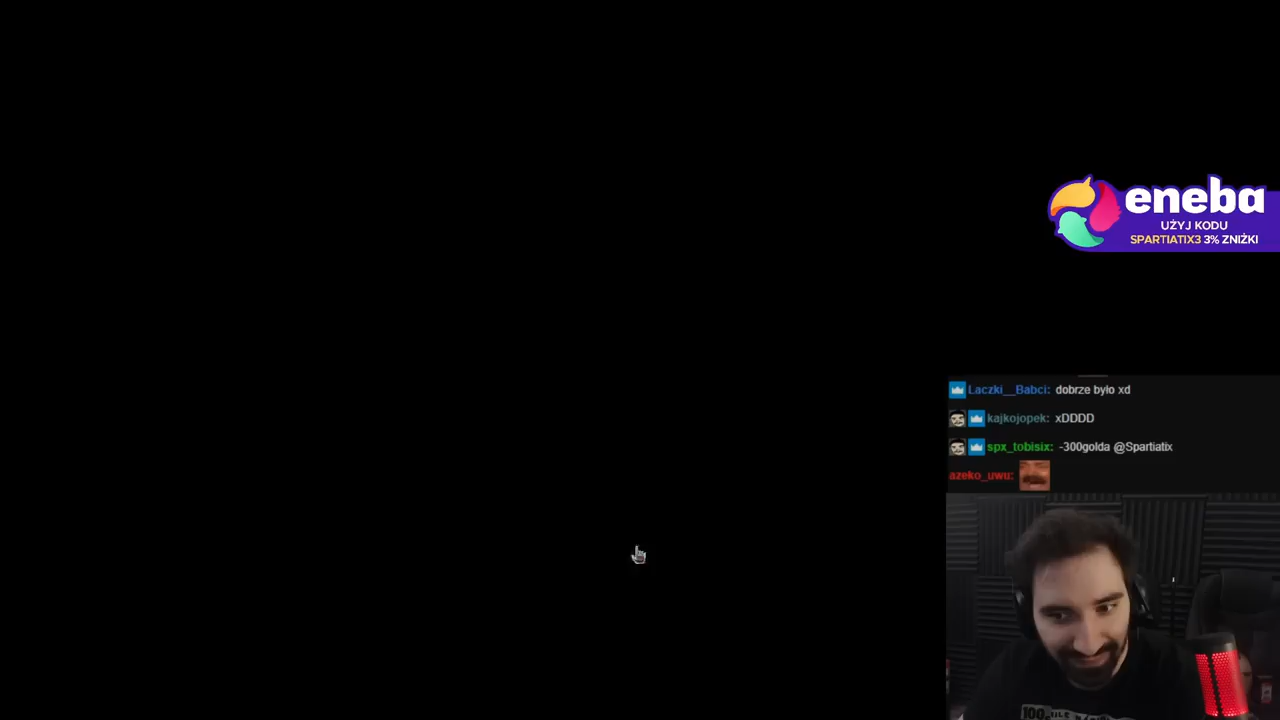 eneba
UŻYJ KODU
SPARTIATIX3 3% ZNIŻKI
Laczki__Babci: dobrze było xd
kajkojopek: xDDDD
spx_tobisix: -300golda @Spartiatix
azeko_uwu: